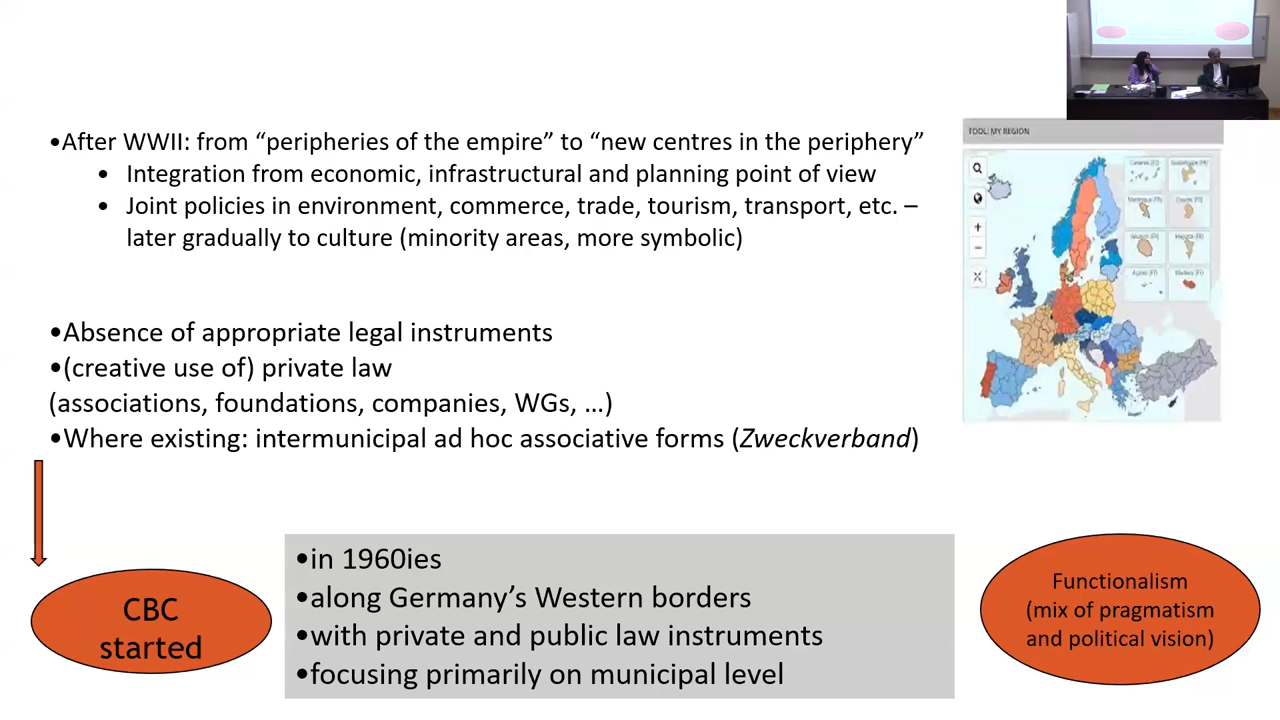 •After WWII: from “peripheries of the empire” to “new centres in the periphery”
• Integration from economic, infrastructural and planning point of view
• Joint policies in environment, commerce, trade, tourism, transport, etc. –
later gradually to culture (minority areas, more symbolic)
TOOL: MY REGION
•Absence of appropriate legal instruments
•(creative use of) private law
(associations, foundations, companies, WGs, …)
•Where existing: intermunicipal ad hoc associative forms (Zweckverband)
CBC
started
•in 1960ies
•along Germany’s Western borders
•with private and public law instruments
•focusing primarily on municipal level
Functionalism
(mix of pragmatism
and political vision)